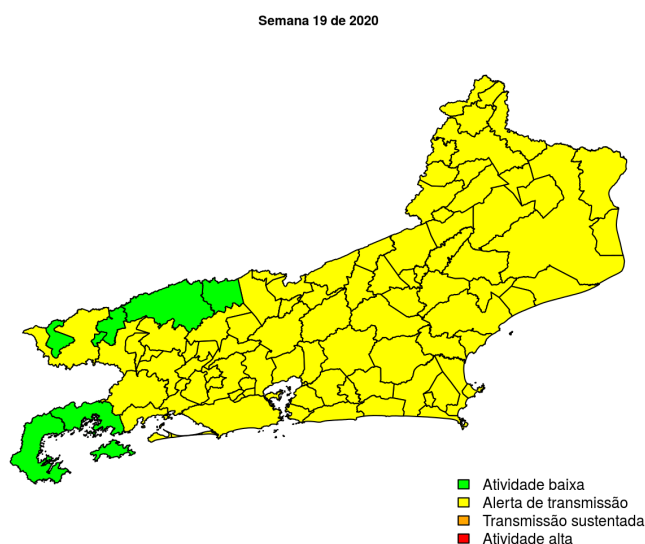 Semana 19 de 2020
Atividade baixa
Alerta de transmissão
Transmissão sustentada
Atividade alta